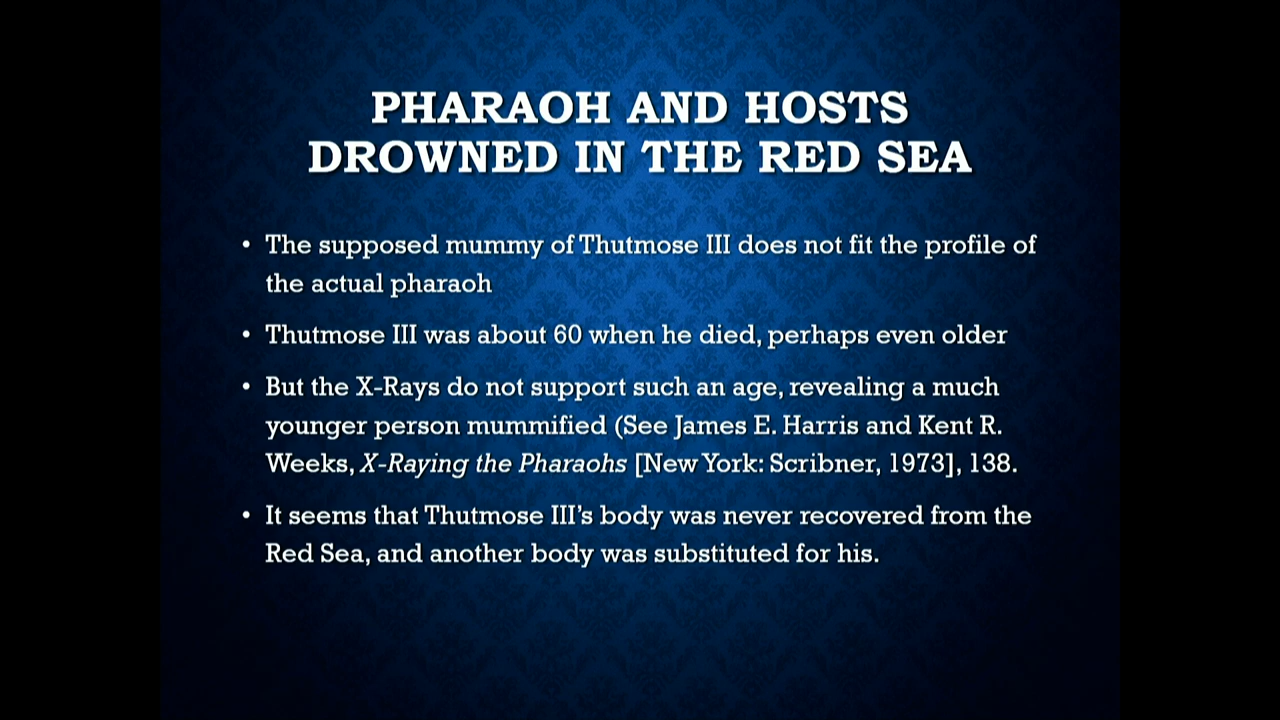 PHARAOH AND HOSTS
DROWNED IN THE RED SEA
• The supposed mummy of Thutmose III does not fit the profile of
the actual pharaoh
• Thutmose III was about 60 when he died, perhaps even older
• But the X-Rays do not support such an age, revealing a much
younger person mummified (See James E. Harris and Kent R.
Weeks, X-Raying the Pharaohs [New York: Scribner, 1973], 138.
• It seems that Thutmose III’s body was never recovered from the
Red Sea, and another body was substituted for his.